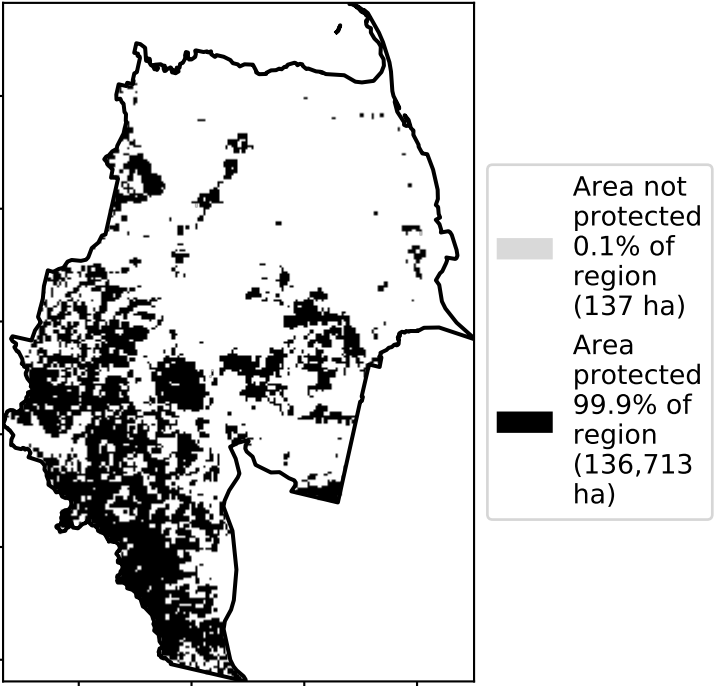 Area not
protected
0.1% of
region
(137 ha)
Area
protected
99.9% of
region
(136,713
ha)